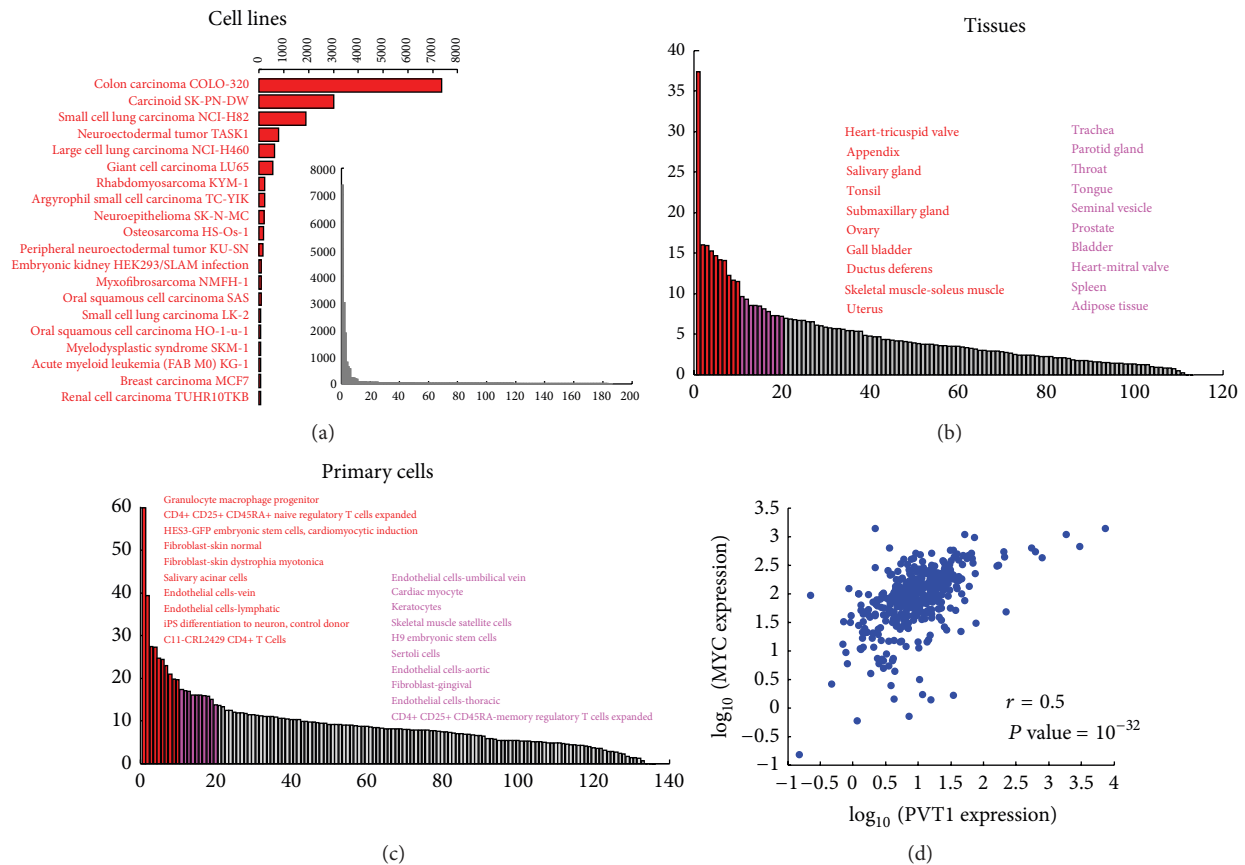 Cell lines
0 1000 2000 3000 4000 5000 6000 7000 8000
Colon carcinoma COLO-320
Carcinoid SK-PN-DW
Small cell lung carcinoma NCI-H82
Neuroectodermal tumor TASK1
Large cell lung carcinoma NCI-H460
Giant cell carcinoma LU65
Rhabdomyosarcoma KYM-1
Argyrophil small cell carcinoma TC-YIK
Neuroepithelioma SK-N-MC
Osteosarcoma HS-Os-1
Peripheral neuroectodermal tumor KU-SN
Embryonic kidney HEK293/SLAM infection
Myxofibrosarcoma NMFH-1
Oral squamous cell carcinoma SAS
Small cell lung carcinoma LK-2
Oral squamous cell carcinoma HO-1-u-1
Myelodysplastic syndrome SKM-1
Acute myeloid leukemia (FAB M0) KG-1
Breast carcinoma MCF7
Renal cell carcinoma TUHR10TKB
8000
7000
6000
5000
4000
3000
2000
1000
0
0 20 40 60 80 100 120 140 160 180 200
(a)
Tissues
40
35
30
25
20
15
10
5
0
0 20 40 60 80 100 120
Heart-tricuspid valve
Appendix
Salivary gland
Tonsil
Submaxillary gland
Ovary
Gall bladder
Ductus deferens
Skeletal muscle-soleus muscle
Uterus
Trachea
Parotid gland
Throat
Tongue
Seminal vesicle
Prostate
Bladder
Heart-mitral valve
Spleen
Adipose tissue
(b)
Primary cells
60
50
40
30
20
10
0
0 20 40 60 80 100 120 140
Granulocyte macrophage progenitor
CD4+ CD25+ CD45RA+ naive regulatory T cells expanded
HES3-GFP embryonic stem cells, cardiomyocytic induction
Fibroblast-skin normal
Fibroblast-skin dystrophia myotonica
Salivary acinar cells
Endothelial cells-vein
Endothelial cells-lymphatic
iPS differentiation to neuron, control donor
C11-CRL2429 CD4+ T Cells
Endothelial cells-umbilical vein
Cardiac myocyte
Keratocytes
Skeletal muscle satellite cells
H9 embryonic stem cells
Sertoli cells
Endothelial cells-aortic
Fibroblast-gingival
Endothelial cells-thoracic
CD4+ CD25+ CD45RA-memory regulatory T cells expanded
(c)
log₁₀ (MYC expression)
3.5
3
2.5
2
1.5
1
0.5
0
−0.5
−1
−1 −0.5 0 0.5 1 1.5 2 2.5 3 3.5 4
r = 0.5
P value = 10⁻³²
log₁₀ (PVT1 expression)
(d)